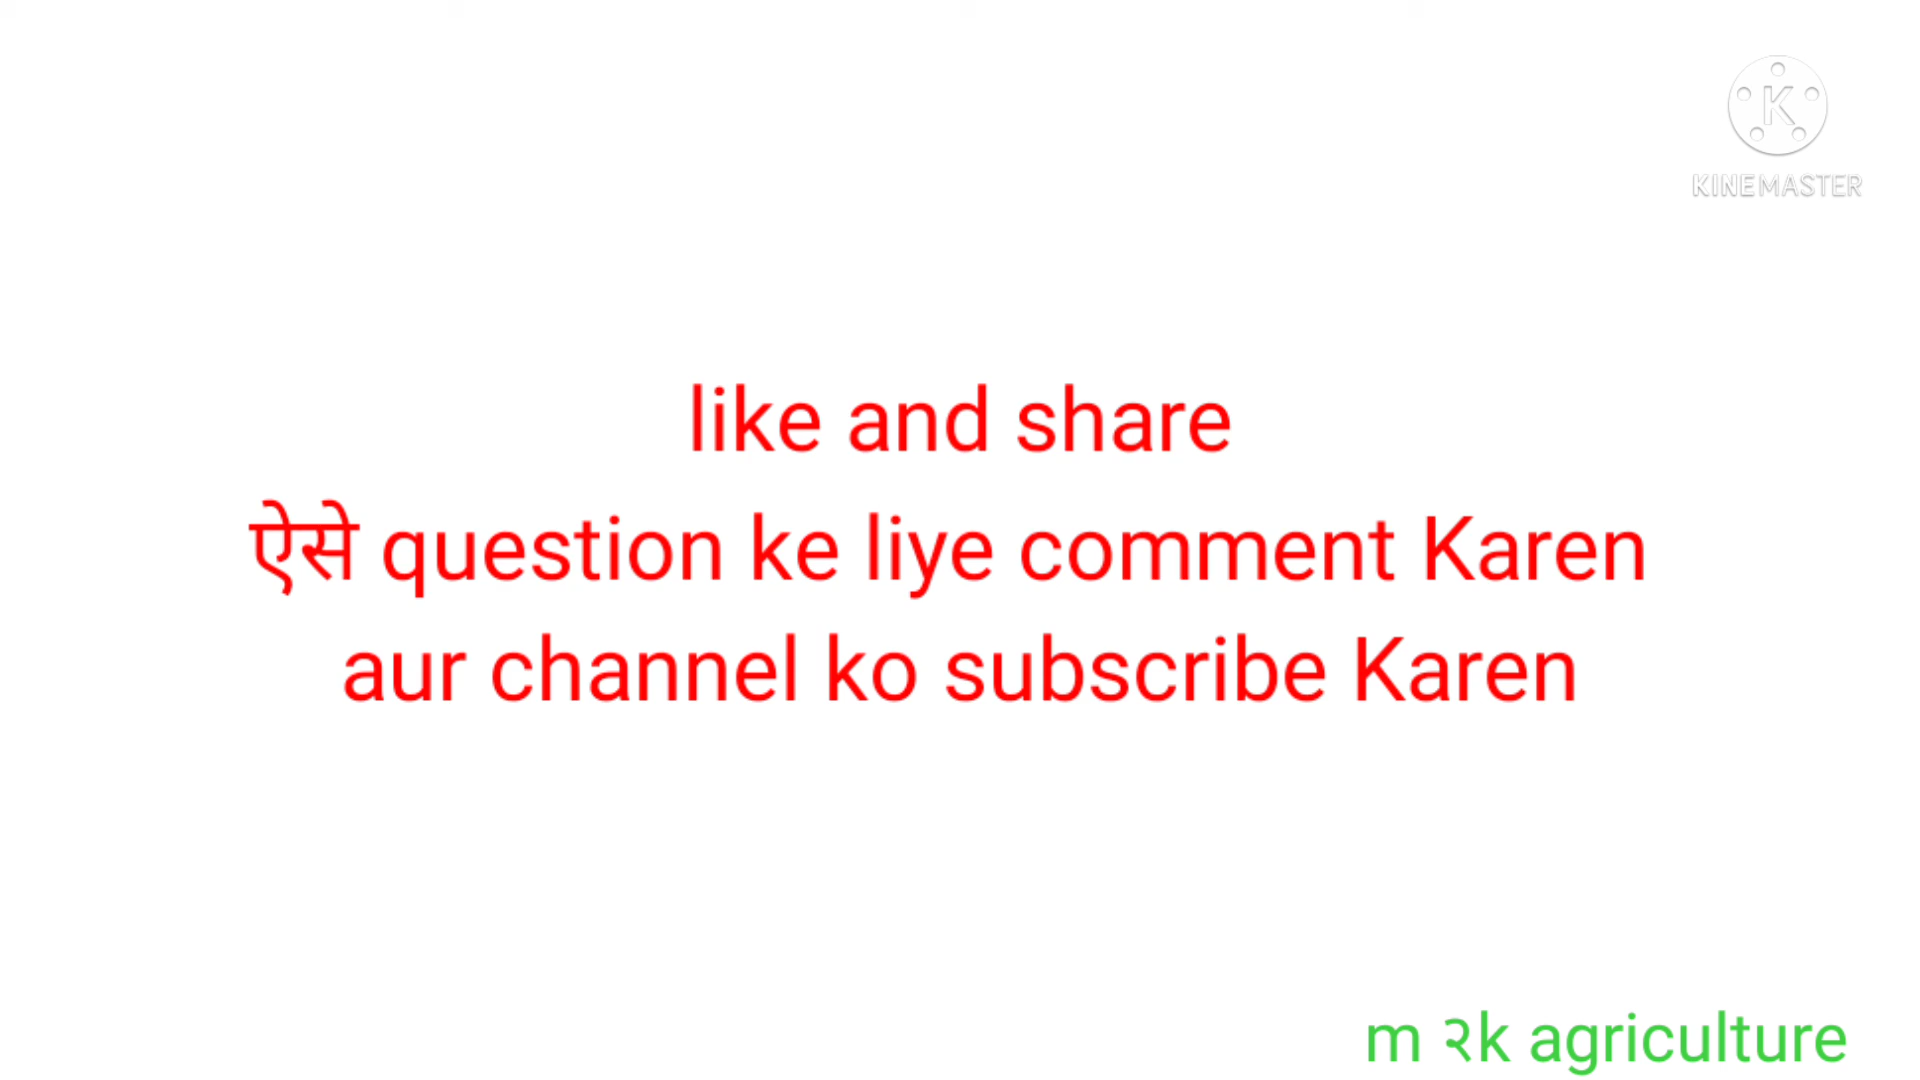 KINEMASTER
like and share
ऐसे question ke liye comment Karen
aur channel ko subscribe Karen
m २k agriculture